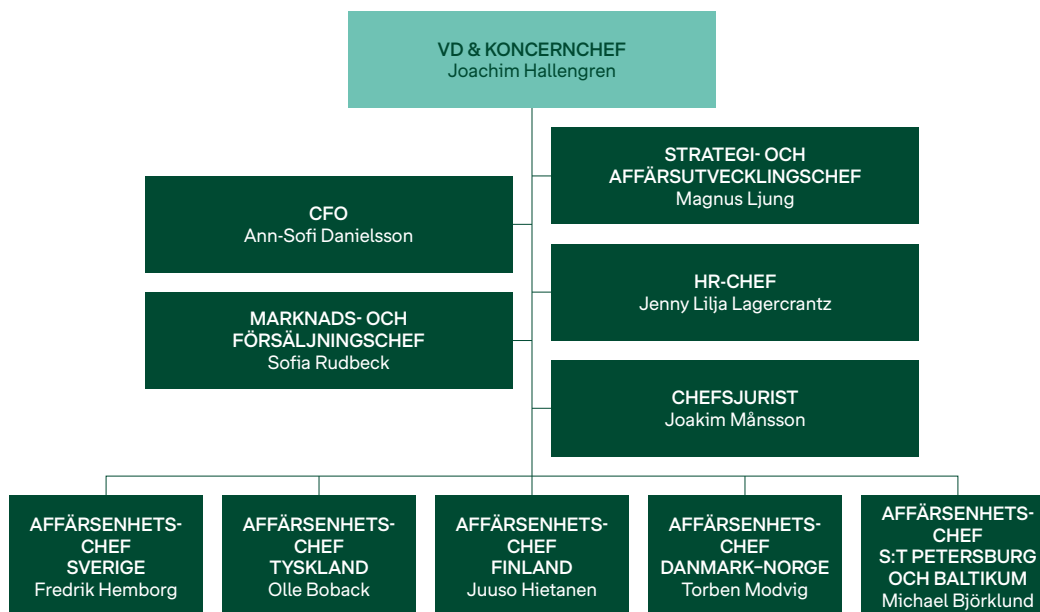 VD & KONCERNCHEF
Joachim Hallengren
STRATEGI- OCH
AFFÄRSUTVECKLINGSCHEF
Magnus Ljung
CFO
Ann-Sofi Danielsson
HR-CHEF
Jenny Lilja Lagercrantz
MARKNADS- OCH
FÖRSÄLJNINGSCHEF
Sofia Rudbeck
CHEFSJURIST
Joakim Månsson
AFFÄRSENHETS-
CHEF
SVERIGE
Fredrik Hemborg
AFFÄRSENHETS-
CHEF
TYSKLAND
Olle Boback
AFFÄRSENHETS-
CHEF
FINLAND
Juuso Hietanen
AFFÄRSENHETS-
CHEF
DANMARK–NORGE
Torben Modvig
AFFÄRSENHETS-
CHEF
S:T PETERSBURG
OCH BALTIKUM
Michael Björklund